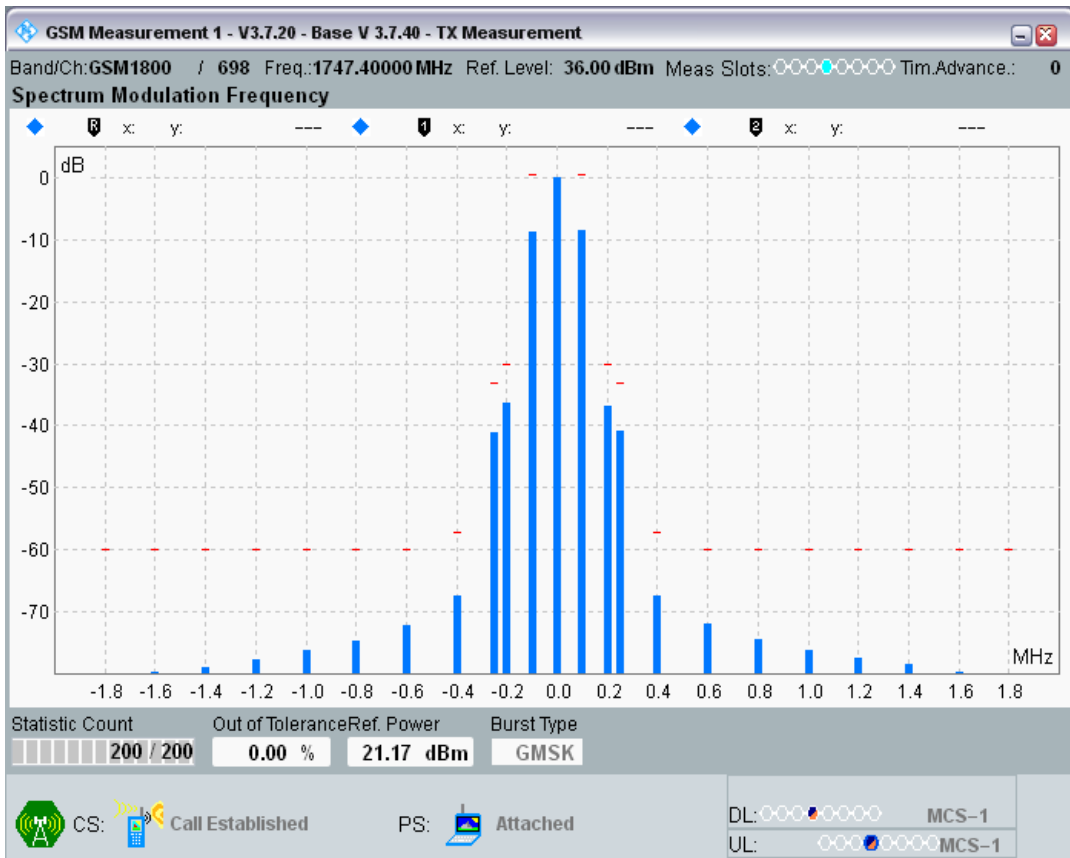 GSM Measurement 1 - V3.7.20 - Base V 3.7.40 - TX Measurement
Band/Ch:GSM1800 / 698 Freq.:1747.40000 MHz Ref. Level: 36.00 dBm Meas Slots: Tim.Advance.: 0
Spectrum Modulation Frequency
R x: y: --- 1 x: y: --- 2 x: y: ---
dB
0
-10
-20
-30
-40
-50
-60
-70
MHz
-1.8 -1.6 -1.4 -1.2 -1.0 -0.8 -0.6 -0.4 -0.2 0.0 0.2 0.4 0.6 0.8 1.0 1.2 1.4 1.6 1.8
Statistic Count Out of Tolerance Ref. Power Burst Type
200 / 200 0.00 % 21.17 dBm GMSK
CS: Call Established PS: Attached DL: MCS-1
UL: MCS-1